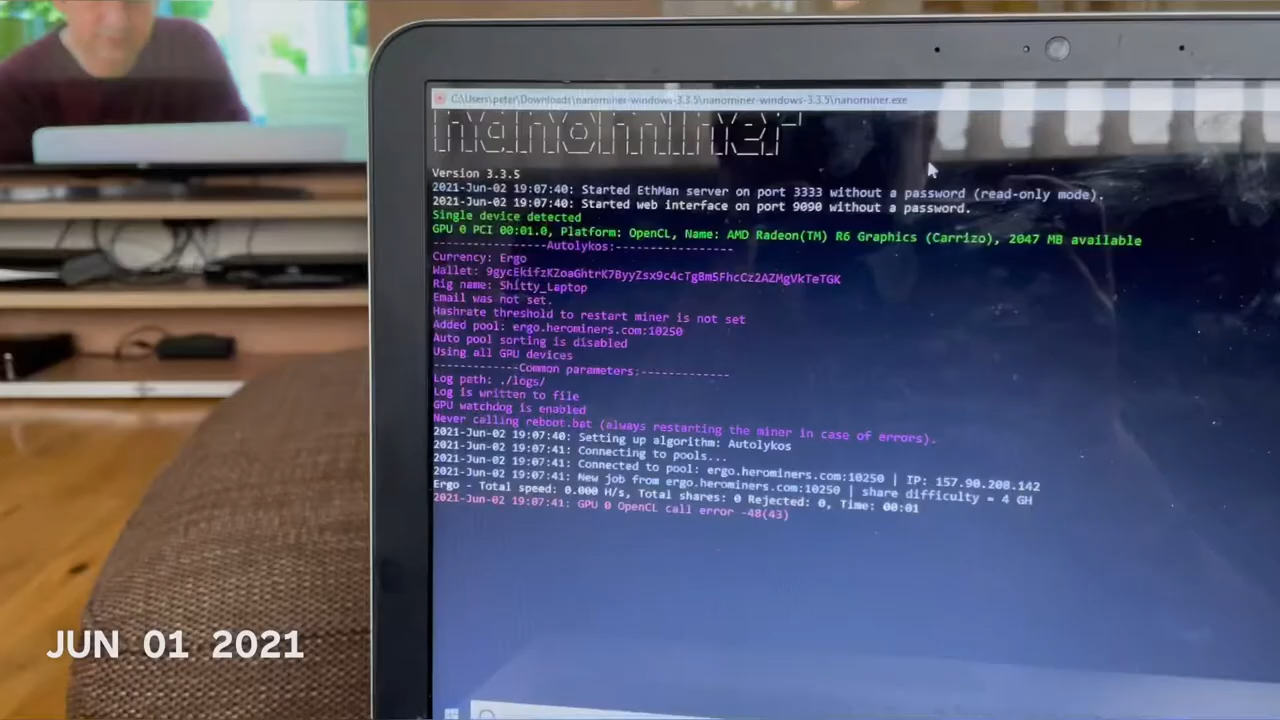 C:\Users\peter\Downloads\nanominer-windows-3.3.5\nanominer-windows-3.3.5\nanominer.exe
nanominer
Version 3.3.5
2021-Jun-02 19:07:40: Started EthMan server on port 3333 without a password (read-only mode).
2021-Jun-02 19:07:40: Started web interface on port 9090 without a password.
Single device detected
GPU 0 PCI 00:01.0, Platform: OpenCL, Name: AMD Radeon(TM) R6 Graphics (Carrizo), 2047 MB available
-----------------Autolykos:-----------------
Currency: Ergo
Wallet: 9gycEkifzKZoaGhtrK7ByyZsx9c4cTgBm5FhcCz2AZMgVkTeTGK
Rig name: Shitty_Laptop
Email was not set.
Hashrate threshold to restart miner is not set
Added pool: ergo.herominers.com:10250
Auto pool sorting is disabled
Using all GPU devices
-------------Common parameters:-------------
Log path: ./logs/
Log is written to file
GPU watchdog is enabled
Never calling reboot.bat (always restarting the miner in case of errors).
2021-Jun-02 19:07:40: Setting up algorithm: Autolykos
2021-Jun-02 19:07:41: Connecting to pools...
2021-Jun-02 19:07:41: Connected to pool: ergo.herominers.com:10250 | IP: 157.90.208.142
2021-Jun-02 19:07:41: New job from ergo.herominers.com:10250 | share difficulty = 4 GH
Ergo - Total speed: 0.000 H/s, Total shares: 0 Rejected: 0, Time: 00:01
2021-Jun-02 19:07:41: GPU 0 OpenCL call error -48(43)
JUN 01 2021